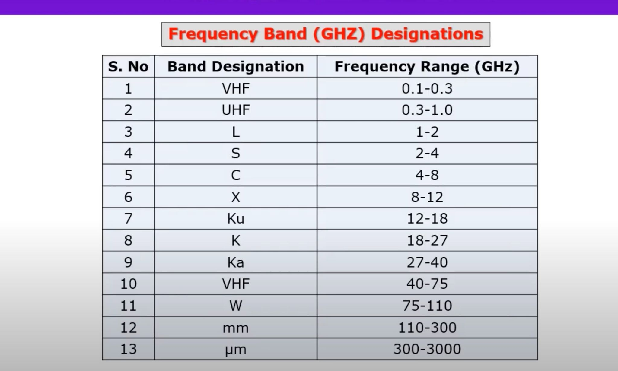 Frequency Band (GHZ) Designations
S. No Band Designation Frequency Range (GHz)
1 VHF 0.1-0.3
2 UHF 0.3-1.0
3 L 1-2
4 S 2-4
5 C 4-8
6 X 8-12
7 Ku 12-18
8 K 18-27
9 Ka 27-40
10 VHF 40-75
11 W 75-110
12 mm 110-300
13 μm 300-3000